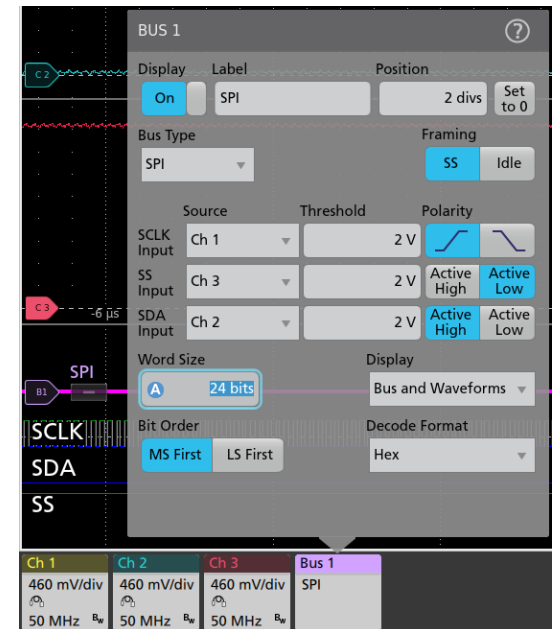 BUS 1
?
Display Label Position
On SPI 2 divs Set to 0
Bus Type Framing
SPI SS Idle
Source Threshold Polarity
SCLK Input Ch 1 2 V
SS Input Ch 3 2 V Active High Active Low
SDA Input Ch 2 2 V Active High Active Low
Word Size Display
A 24 bits Bus and Waveforms
Bit Order Decode Format
MS First LS First Hex
C 2
C 3
-6 µs
SPI
B1
SCLK
SDA
SS
Ch 1 Ch 2 Ch 3 Bus 1
460 mV/div 460 mV/div 460 mV/div SPI
50 MHz Bw 50 MHz Bw 50 MHz Bw